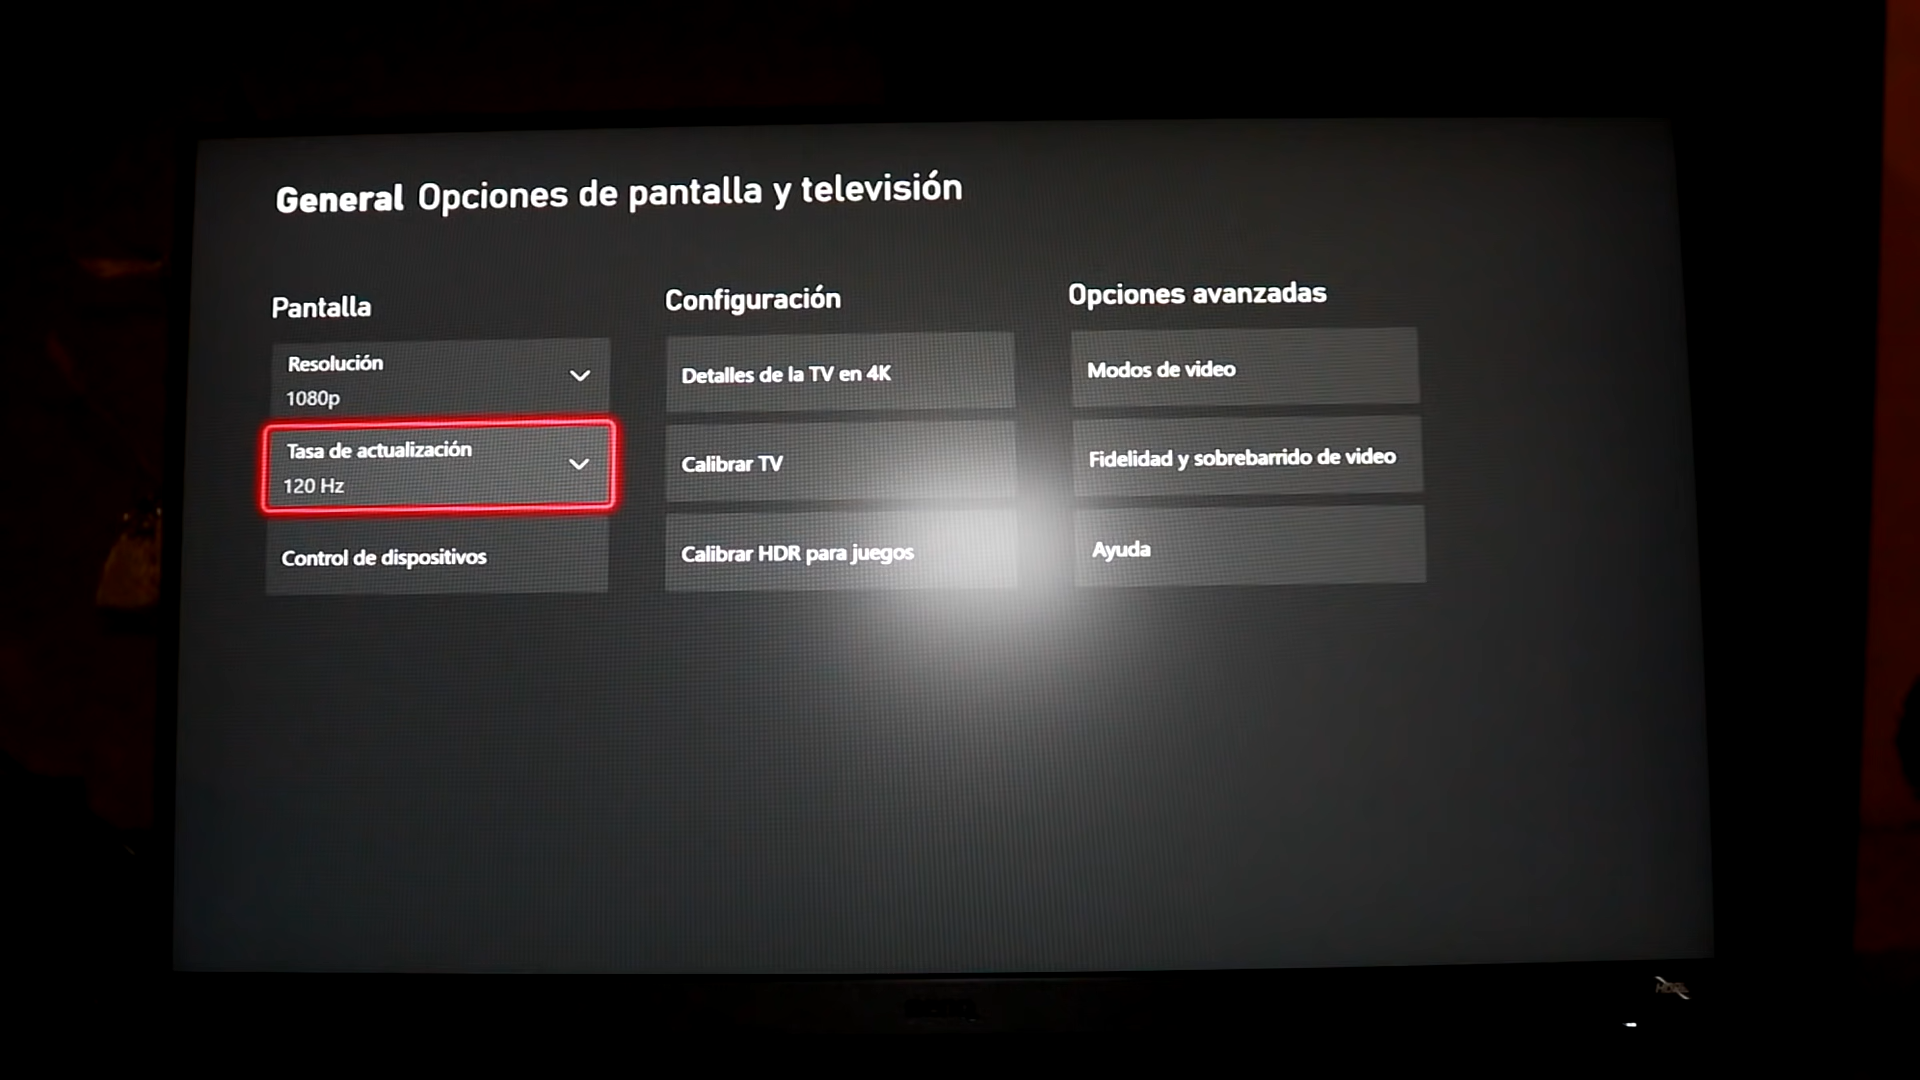 General Opciones de pantalla y televisión
Pantalla
Resolución
1080p
Tasa de actualización
120 Hz
Control de dispositivos
Configuración
Detalles de la TV en 4K
Calibrar TV
Calibrar HDR para juegos
Opciones avanzadas
Modos de video
Fidelidad y sobrebarrido de video
Ayuda